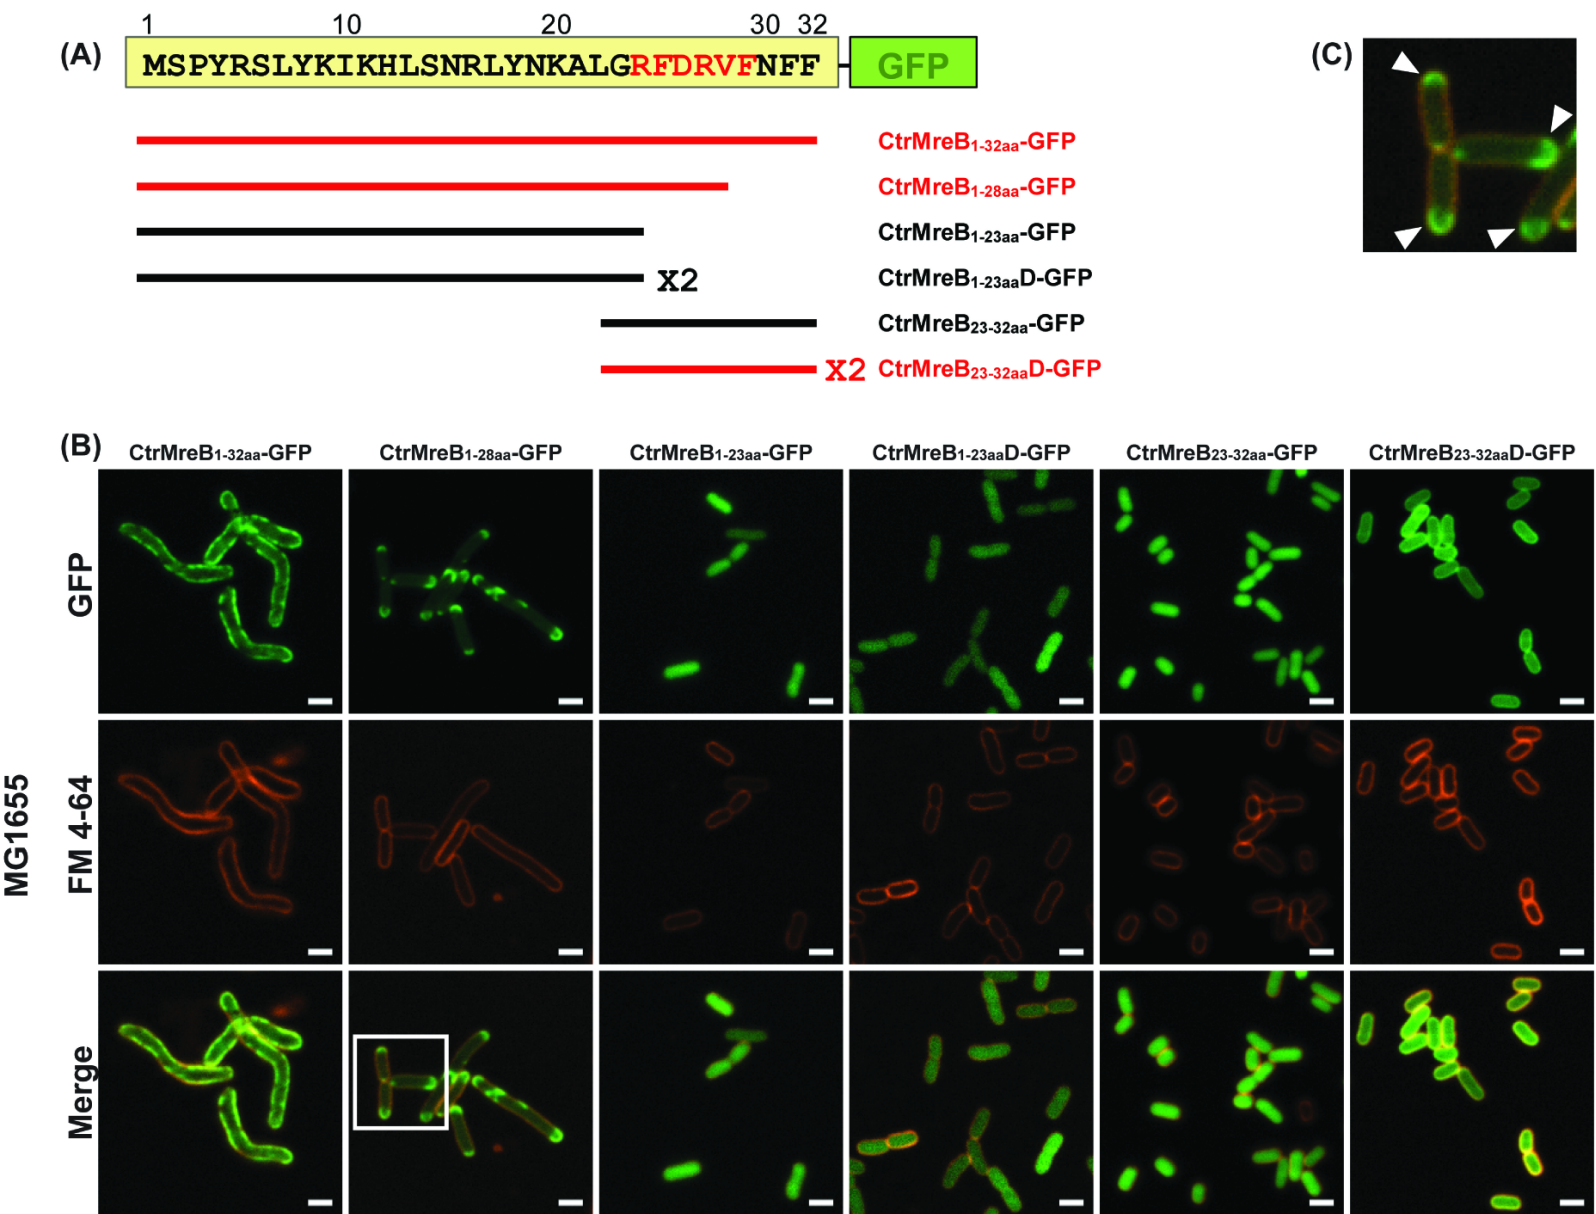 1 10 20 30 32
(A) MSPYRSLYKIKHLSNRLYNKALGRFDRVFNFF GFP
(C)
CtrMreB1-32aa-GFP
CtrMreB1-28aa-GFP
CtrMreB1-23aa-GFP
X2 CtrMreB1-23aaD-GFP
CtrMreB23-32aa-GFP
X2 CtrMreB23-32aaD-GFP
(B)
CtrMreB1-32aa-GFP CtrMreB1-28aa-GFP CtrMreB1-23aa-GFP CtrMreB1-23aaD-GFP CtrMreB23-32aa-GFP CtrMreB23-32aaD-GFP
MG1655
GFP
FM 4-64
Merge